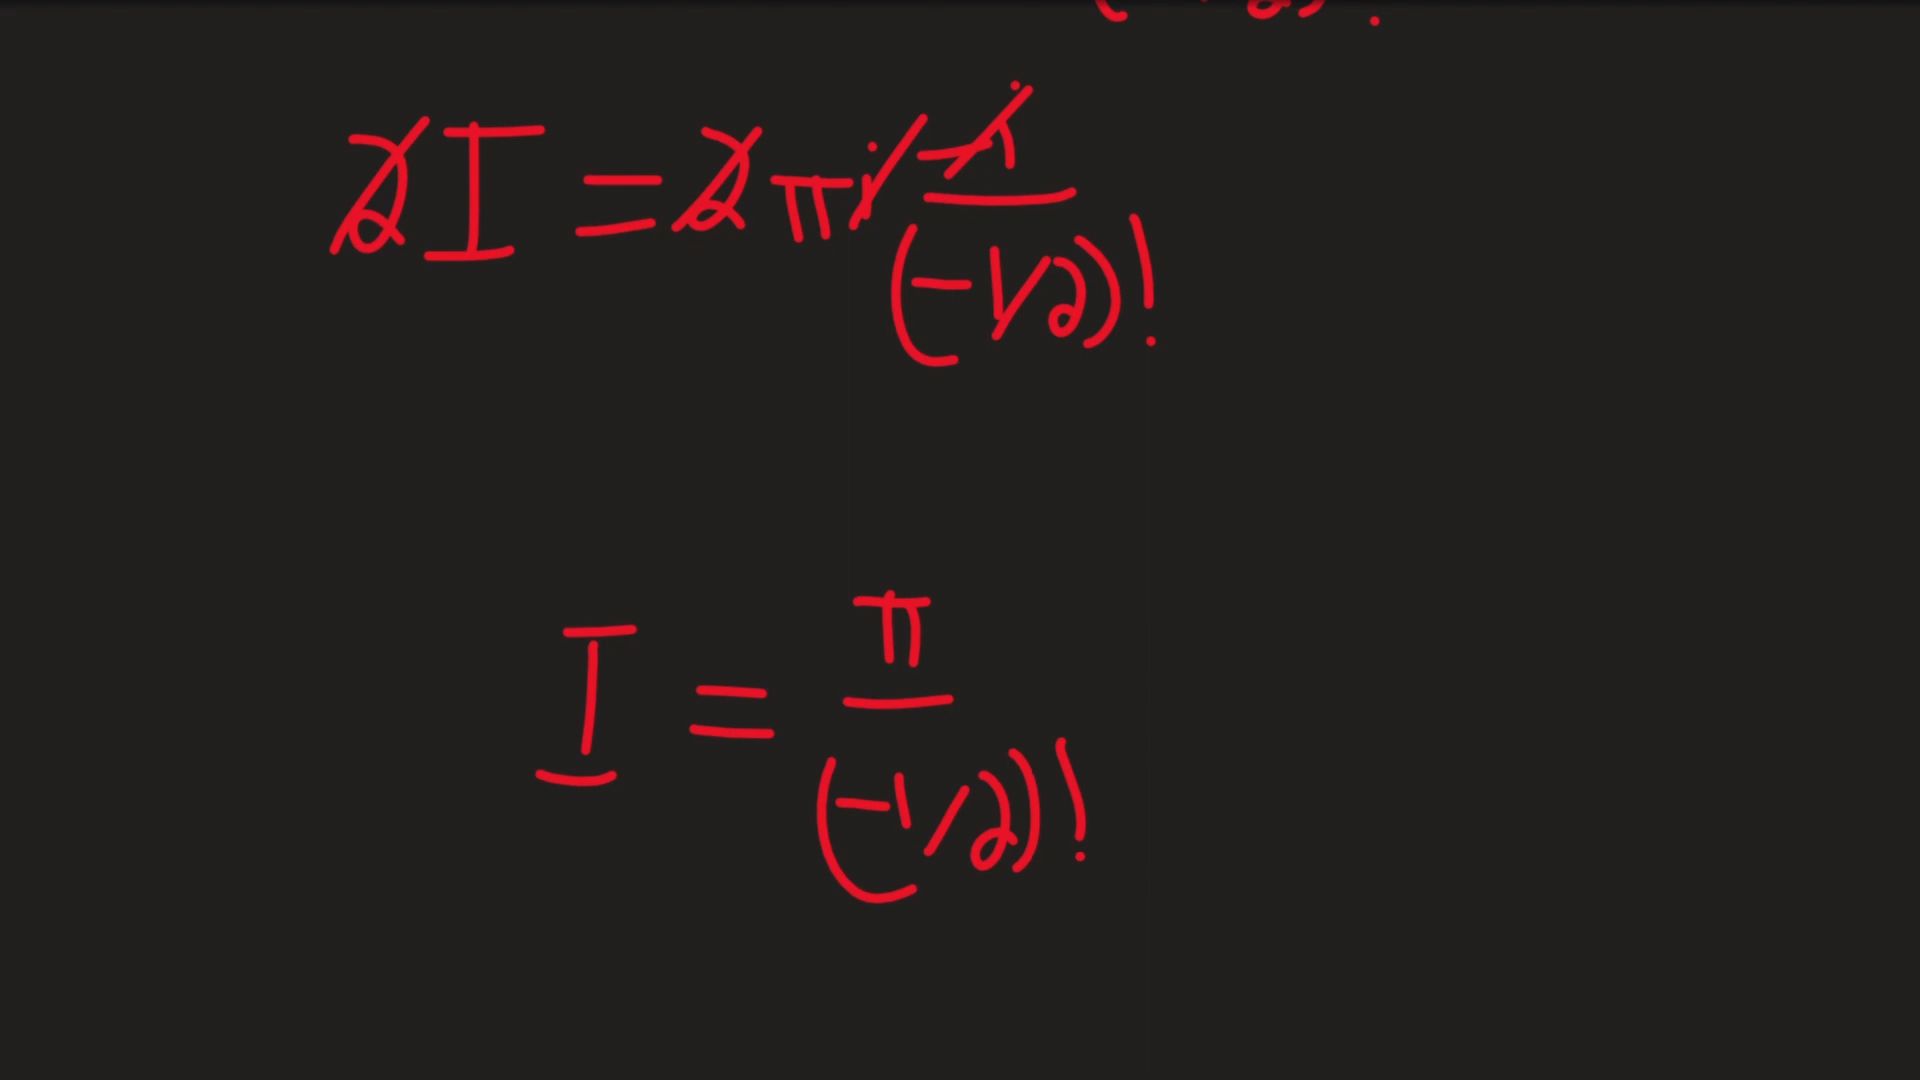 2I = 2πi -i/(-1/2)!
I = π/(-1/2)!